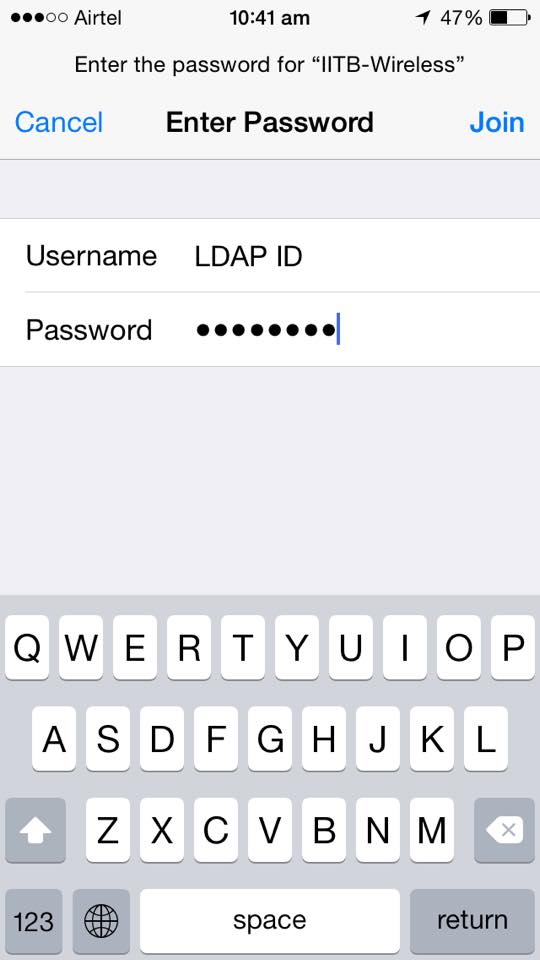 Airtel 10:41 am 47%
Enter the password for “IITB-Wireless”
Cancel Enter Password Join
Username LDAP ID
Password ●●●●●●●●
Q W E R T Y U I O P
A S D F G H J K L
Z X C V B N M
123 space return